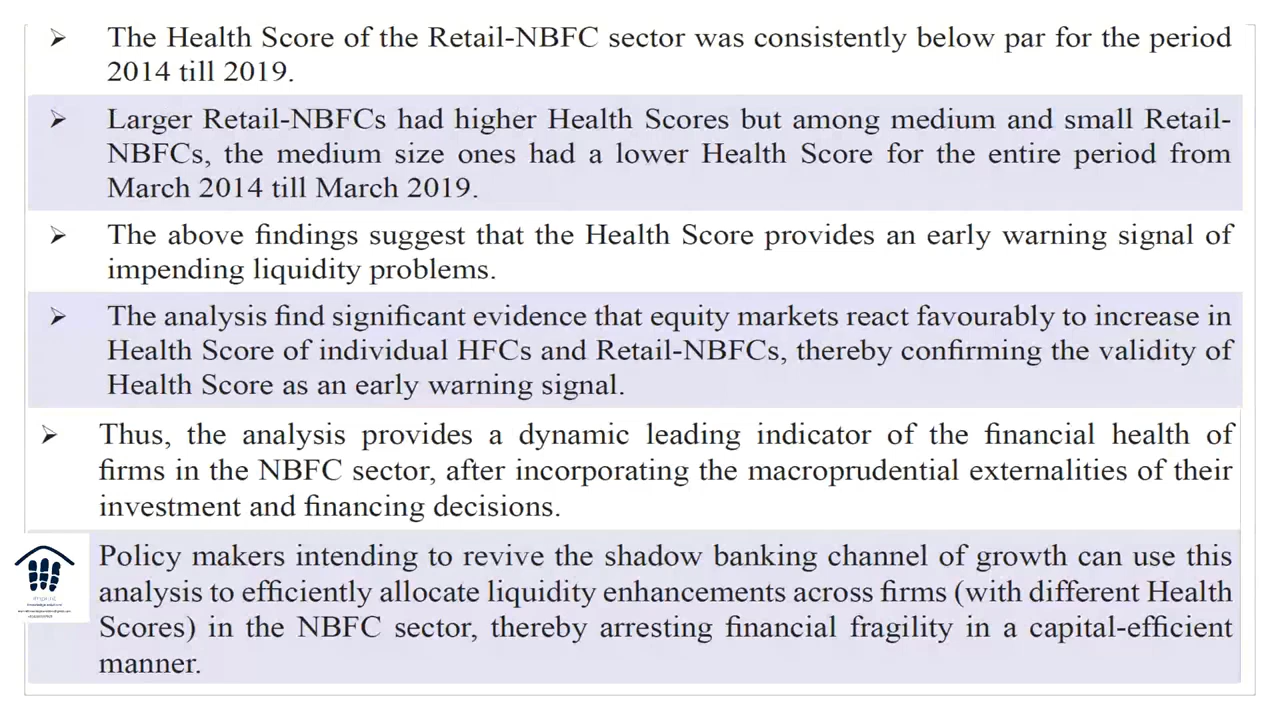 ➢ The Health Score of the Retail-NBFC sector was consistently below par for the period
2014 till 2019.
➢ Larger Retail-NBFCs had higher Health Scores but among medium and small Retail-
NBFCs, the medium size ones had a lower Health Score for the entire period from
March 2014 till March 2019.
➢ The above findings suggest that the Health Score provides an early warning signal of
impending liquidity problems.
➢ The analysis find significant evidence that equity markets react favourably to increase in
Health Score of individual HFCs and Retail-NBFCs, thereby confirming the validity of
Health Score as an early warning signal.
➢ Thus, the analysis provides a dynamic leading indicator of the financial health of
firms in the NBFC sector, after incorporating the macroprudential externalities of their
investment and financing decisions.
Policy makers intending to revive the shadow banking channel of growth can use this
analysis to efficiently allocate liquidity enhancements across firms (with different Health
Scores) in the NBFC sector, thereby arresting financial fragility in a capital-efficient
manner.